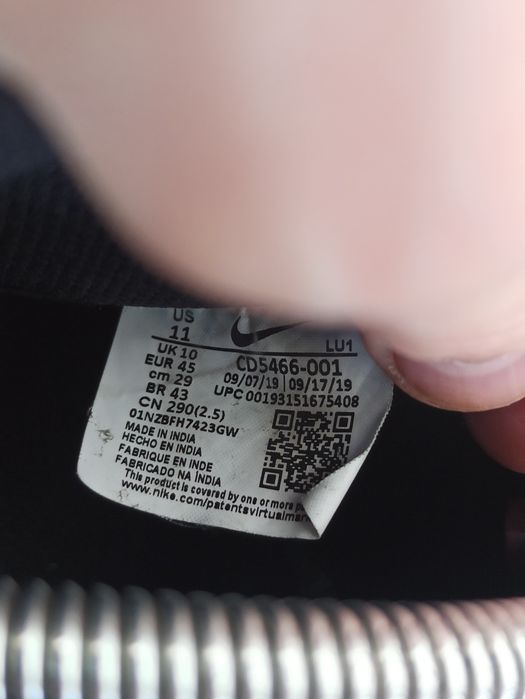 US
11
LU1
UK 10
EUR 45
cm 29
BR 43
CN 290(2.5)
CD5466-001
09/07/19 | 09/17/19
UPC 00193151675408
01NZBFH7423GW
MADE IN INDIA
HECHO EN INDIA
FABRIQUE EN INDE
FABRICADO NA ÍNDIA
This product is covered by one or more
www.nike.com/patentsvirtualmar